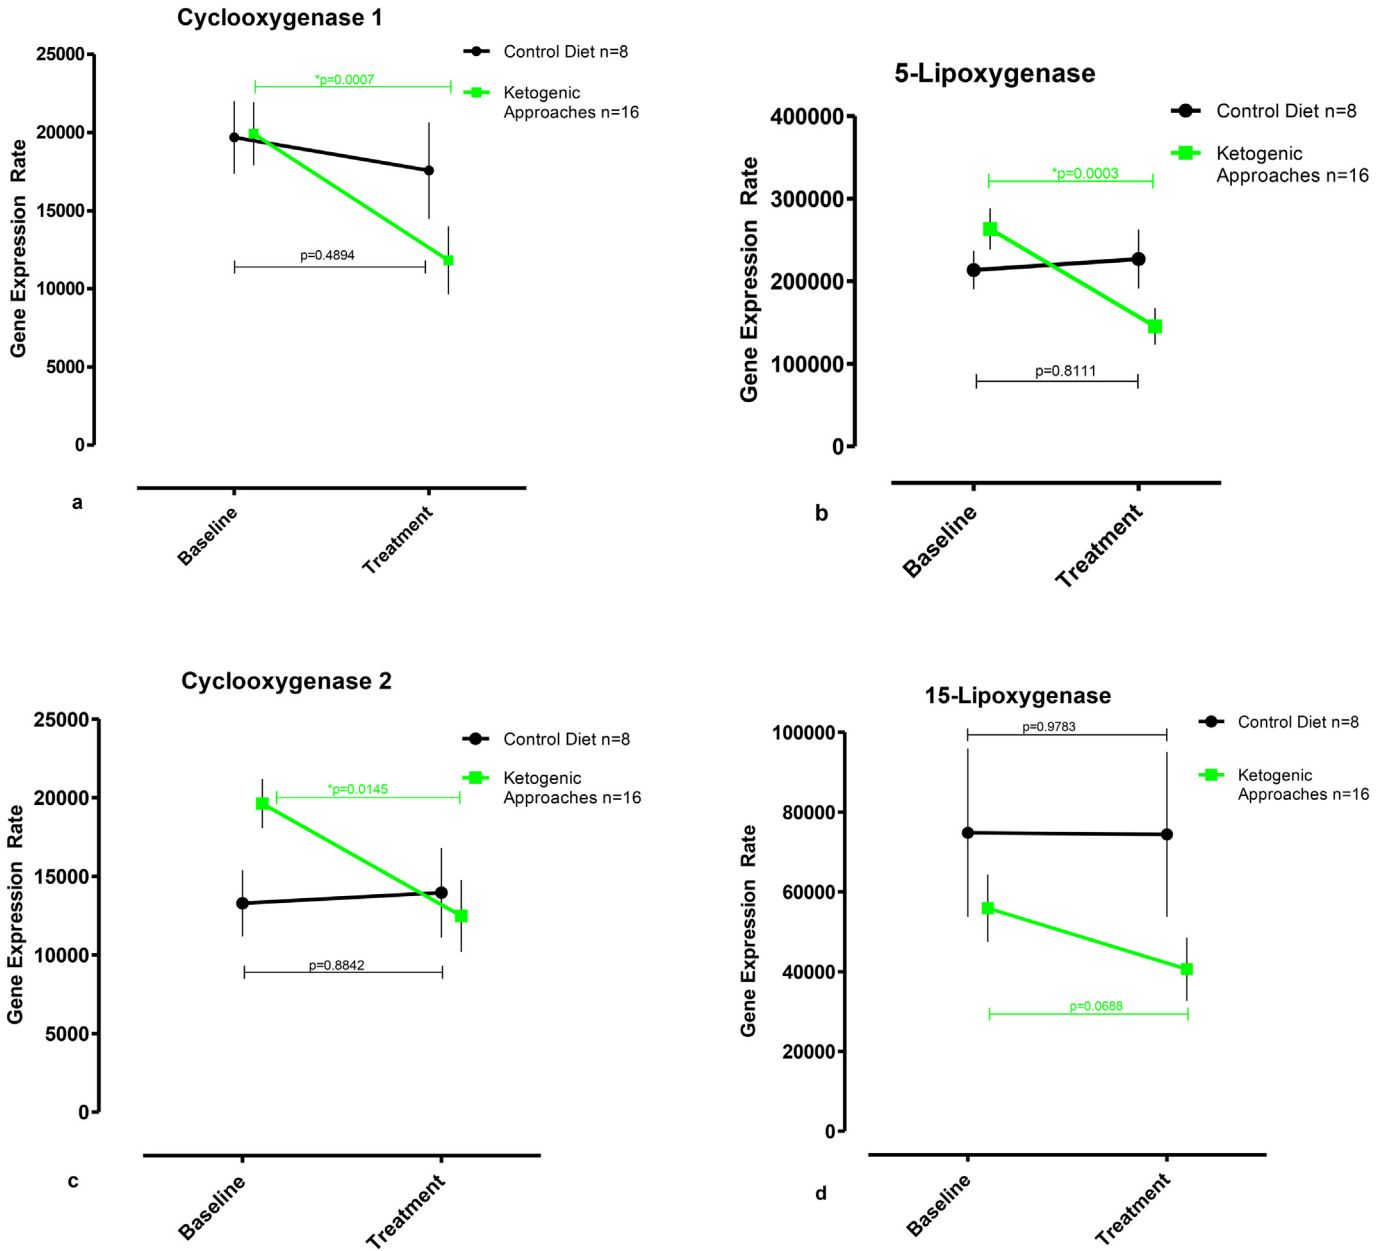 Cyclooxygenase 1
Control Diet n=8
Ketogenic
Approaches n=16
*p=0.0007
p=0.4894
25000
20000
15000
10000
5000
0
Gene Expression Rate
Baseline
Treatment
a
5-Lipoxygenase
Control Diet n=8
Ketogenic
Approaches n=16
*p=0.0003
p=0.8111
400000
300000
200000
100000
0
Gene Expression Rate
Baseline
Treatment
b
Cyclooxygenase 2
Control Diet n=8
Ketogenic
Approaches n=16
*p=0.0145
p=0.8842
25000
20000
15000
10000
5000
0
Gene Expression Rate
Baseline
Treatment
c
15-Lipoxygenase
Control Diet n=8
Ketogenic
Approaches n=16
p=0.9783
p=0.0688
100000
80000
60000
40000
20000
0
Gene Expression Rate
Baseline
Treatment
d